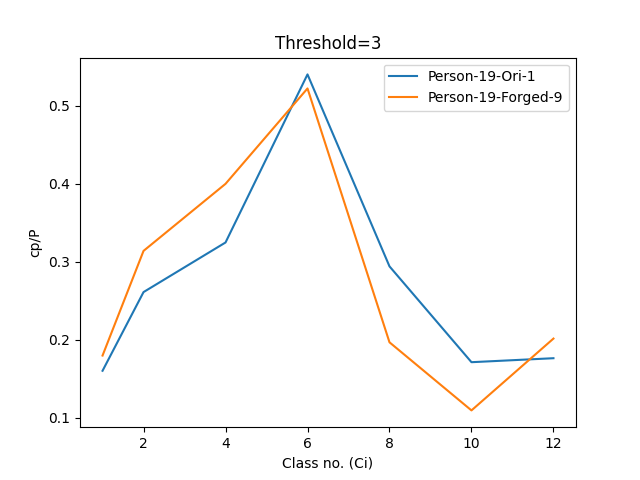 Threshold=3
Person-19-Ori-1
Person-19-Forged-9
0.5
0.4
0.3
0.2
0.1
cp/P
2 4 6 8 10 12
Class no. (Ci)